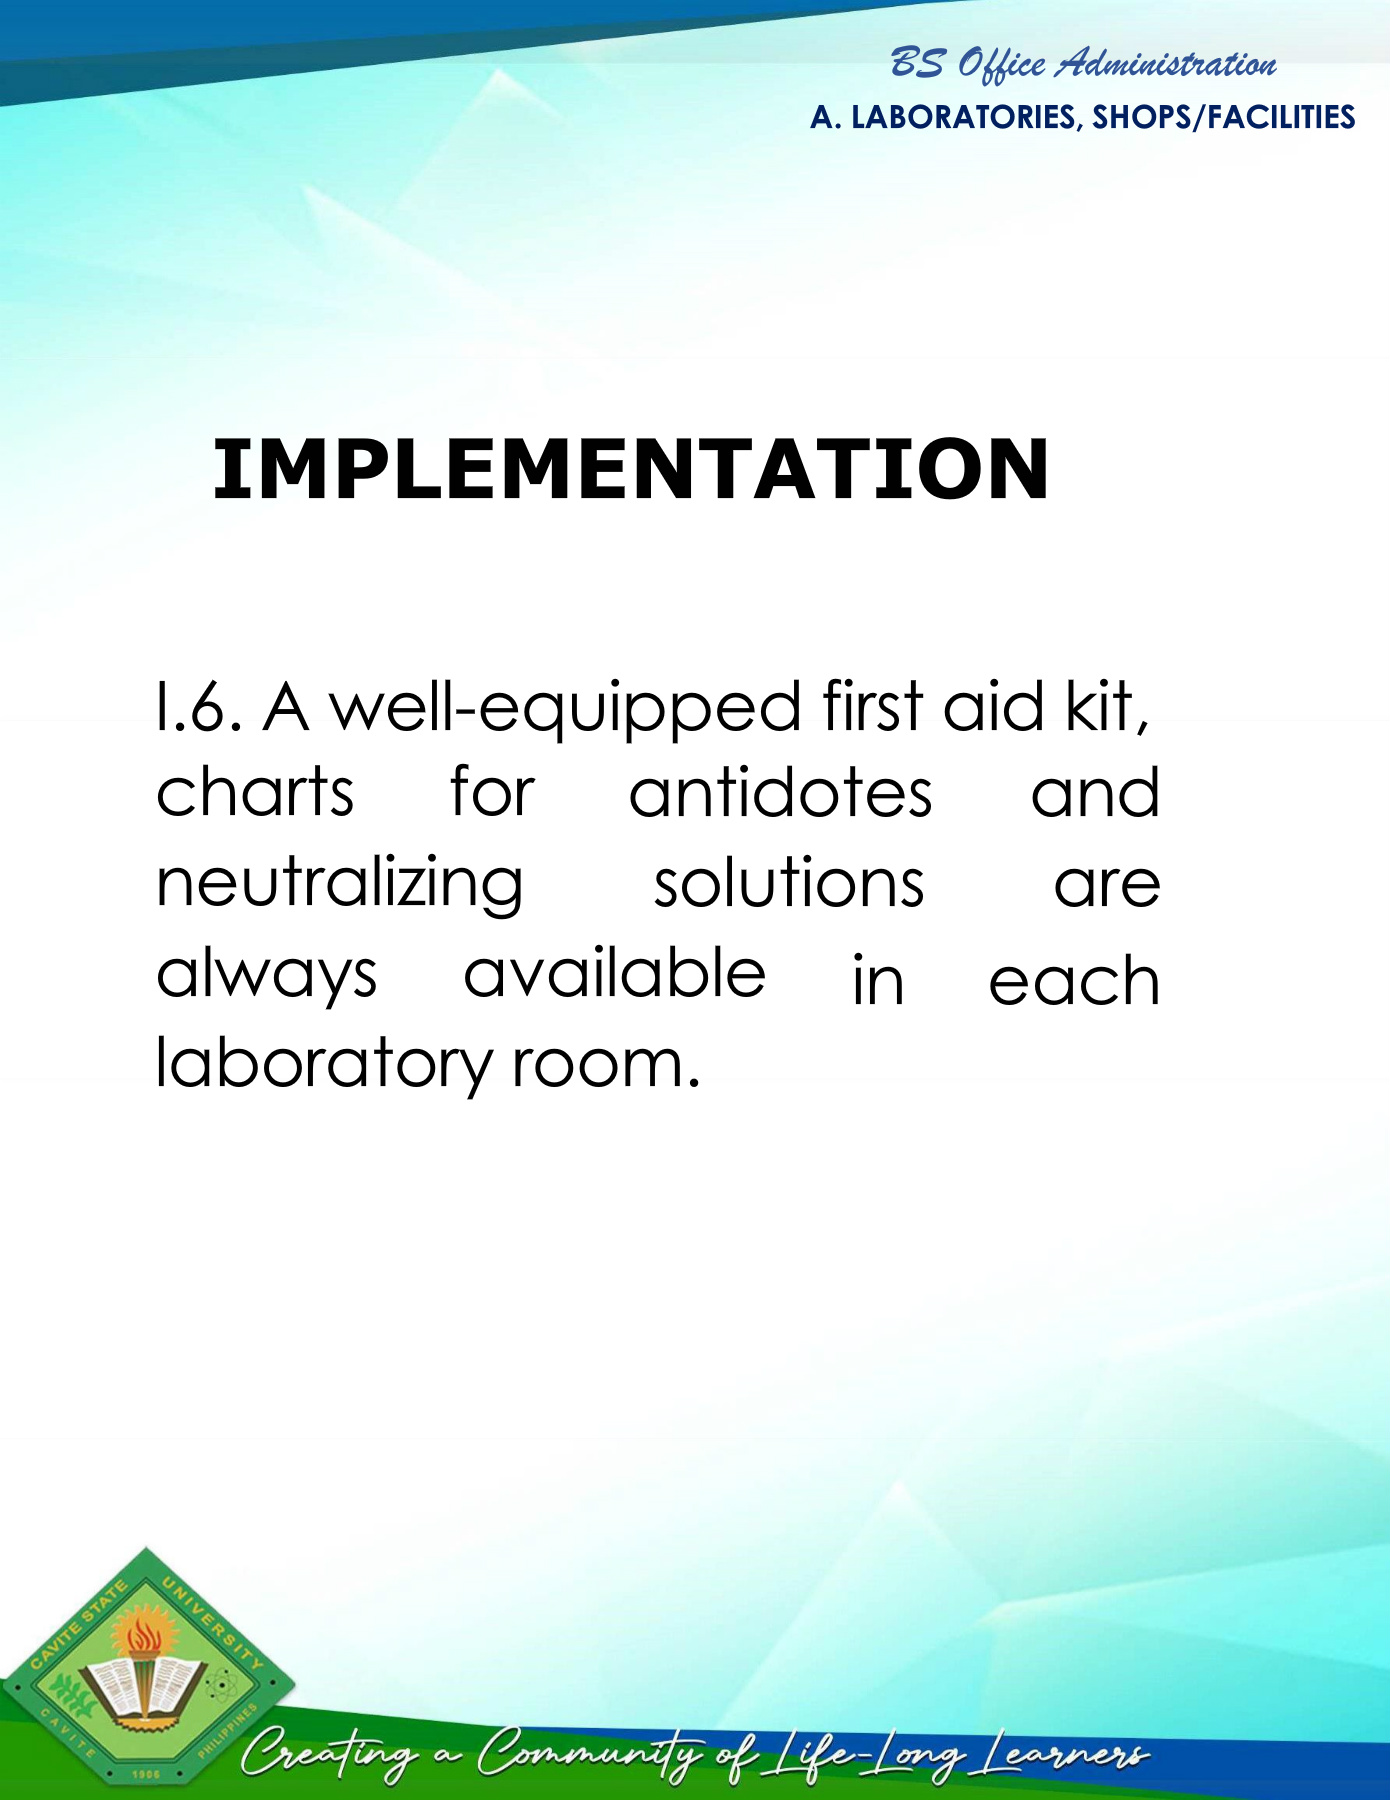 BS Office Administration
A. LABORATORIES, SHOPS/FACILITIES
IMPLEMENTATION
I.6. A well-equipped first aid kit,
charts for antidotes and
neutralizing solutions are
always available in each
laboratory room.
CAVITE STATE UNIVERSITY
CAVITE PHILIPPINES
1906
Creating a Community of Life-Long Learners